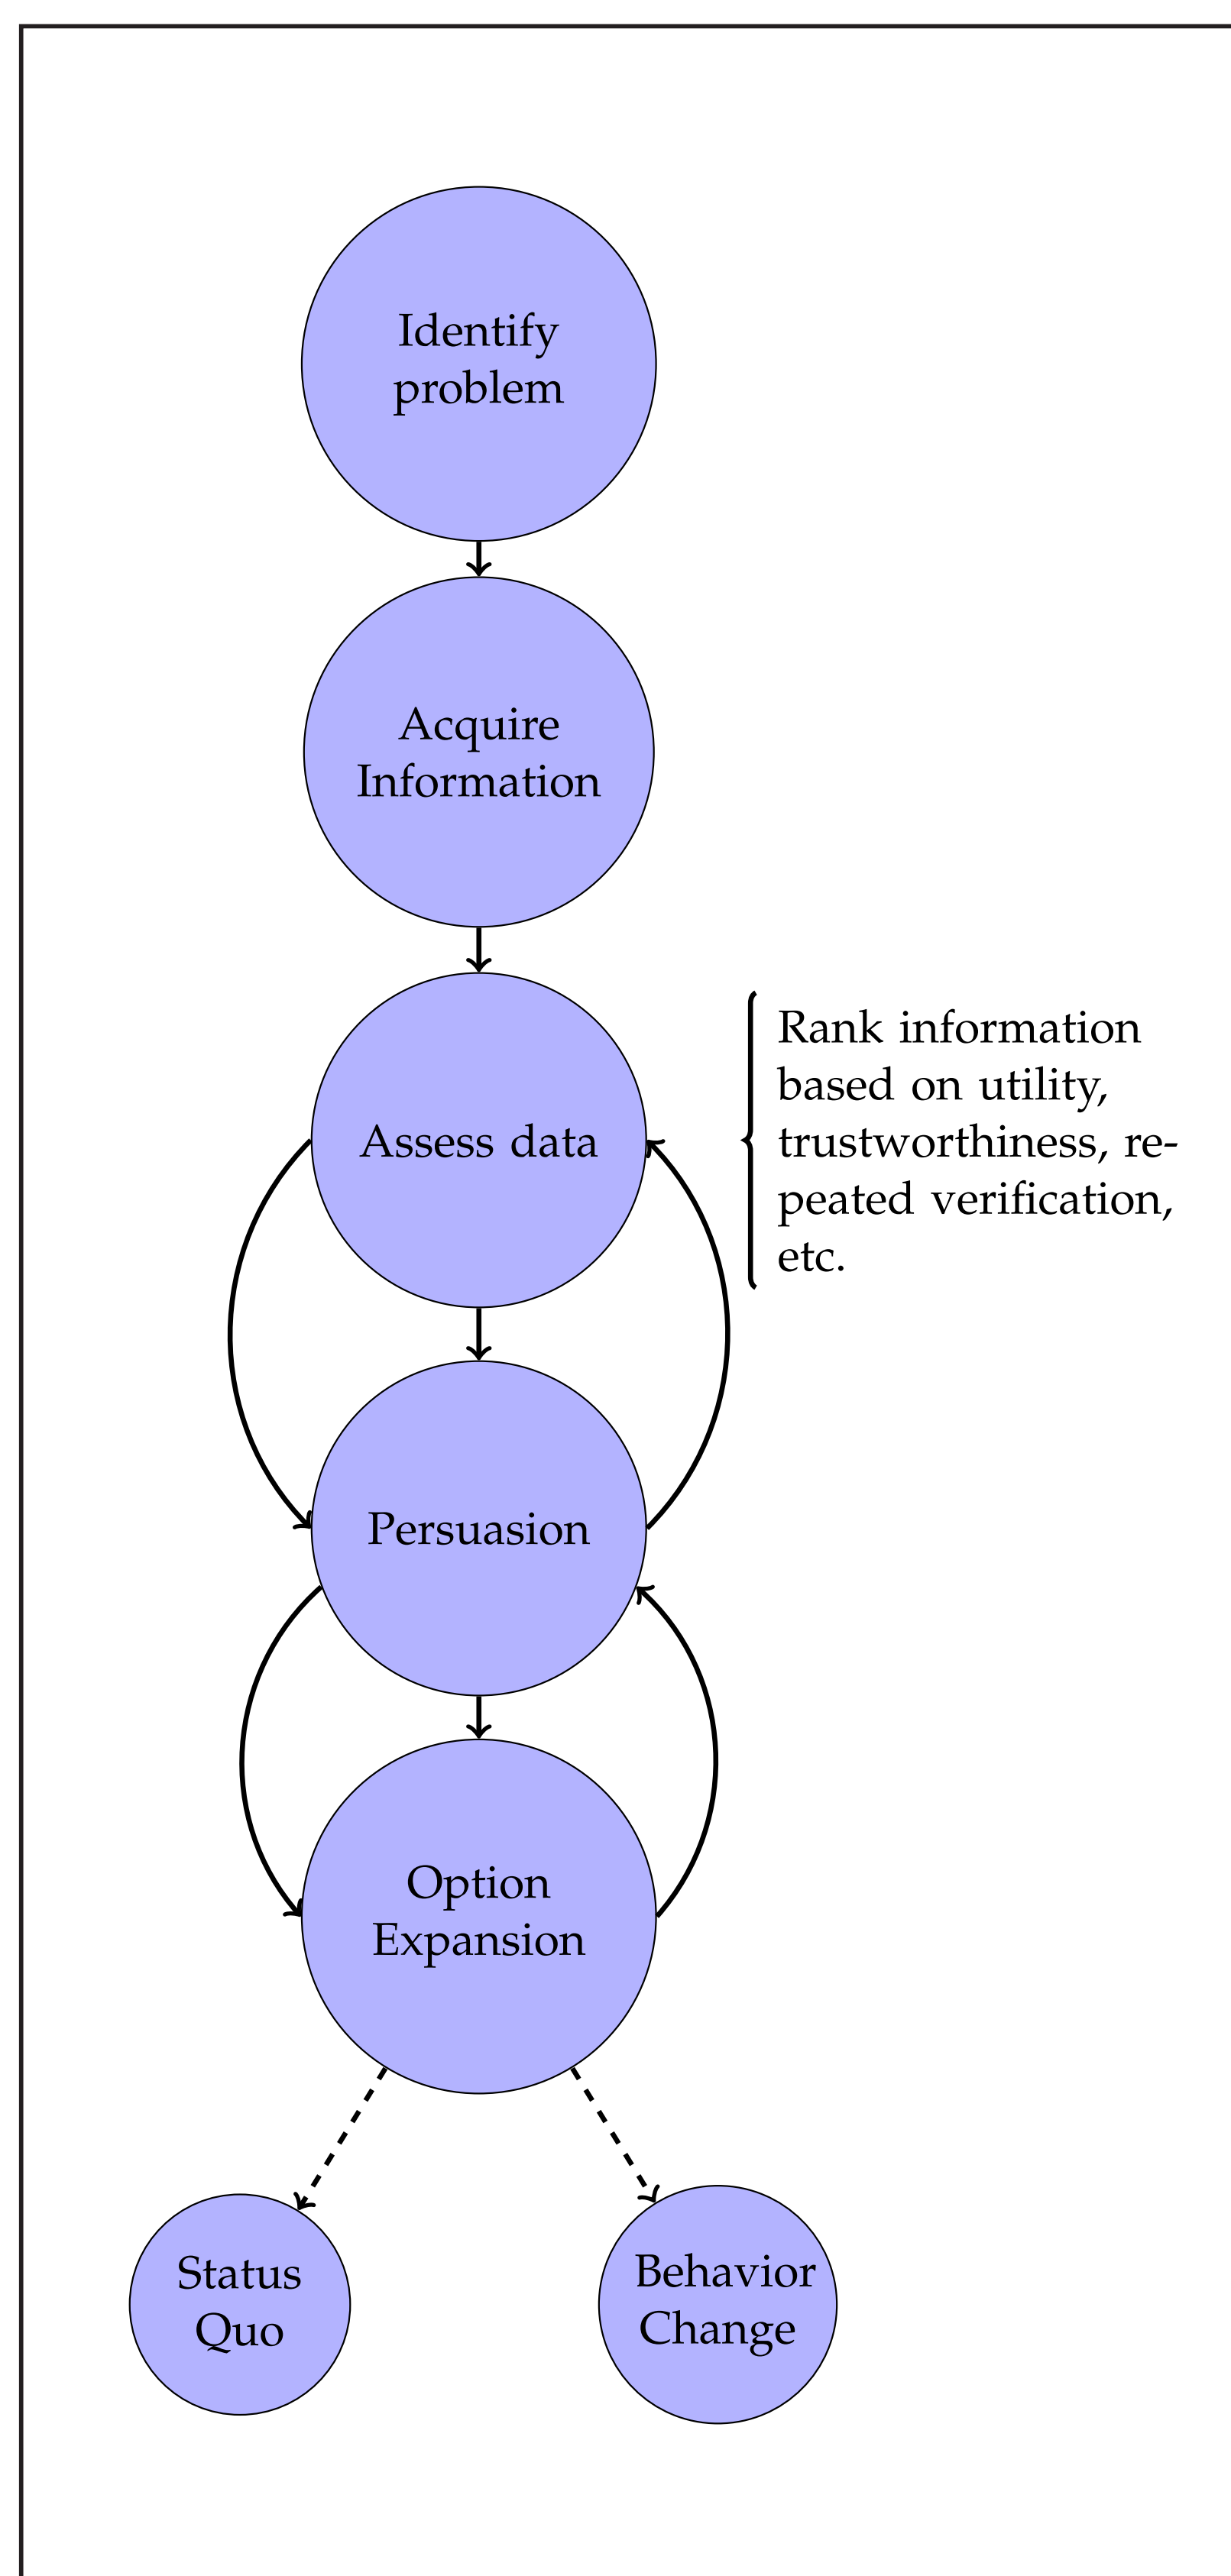 Identify
problem
Acquire
Information
Assess data
Rank information
based on utility,
trustworthiness, re-
peated verification,
etc.
Persuasion
Option
Expansion
Status
Quo
Behavior
Change